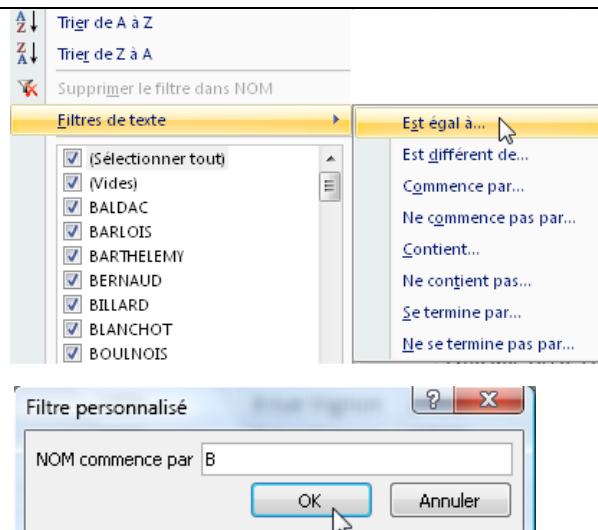 Trier de A à Z
Trier de Z à A
Supprimer le filtre dans NOM
Filtres de texte
(Sélectionner tout)
(Vides)
BALDAC
BARLOIS
BARTHELEMY
BERNAUD
BILLARD
BLANCHOT
BOULNOIS
Est égal à...
Est différent de...
Commence par...
Ne commence pas par...
Contient...
Ne contient pas...
Se termine par...
Ne se termine pas par...
Filtre personnalisé
NOM commence par B
OK Annuler